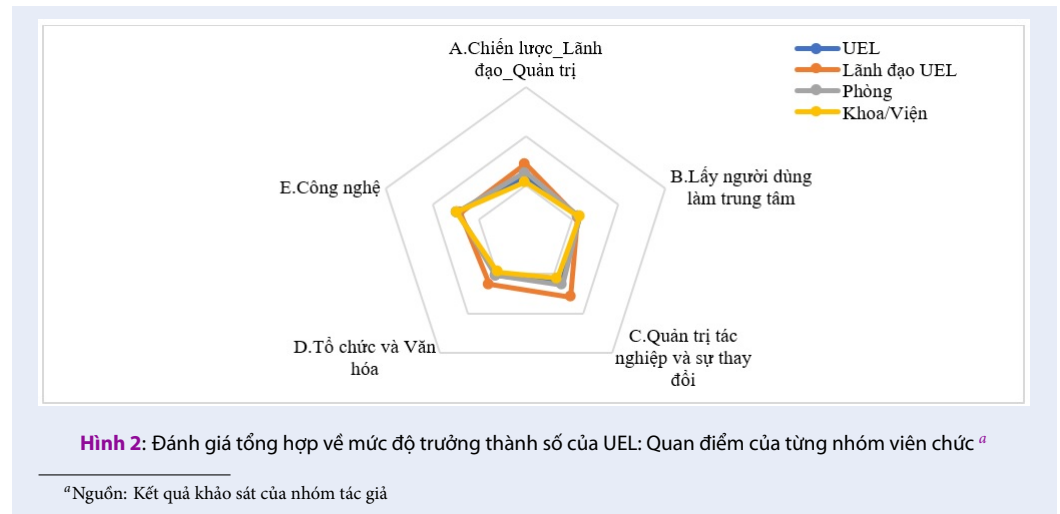 A.Chiến lược_Lãnh
đạo_Quản trị
UEL
Lãnh đạo UEL
Phòng
Khoa/Viện
E.Công nghệ
B.Lấy người dùng
làm trung tâm
D.Tổ chức và Văn
hóa
C.Quản trị tác
nghiệp và sự thay
đổi
Hình 2: Đánh giá tổng hợp về mức độ trưởng thành số của UEL: Quan điểm của từng nhóm viên chức a
aNguồn: Kết quả khảo sát của nhóm tác giả